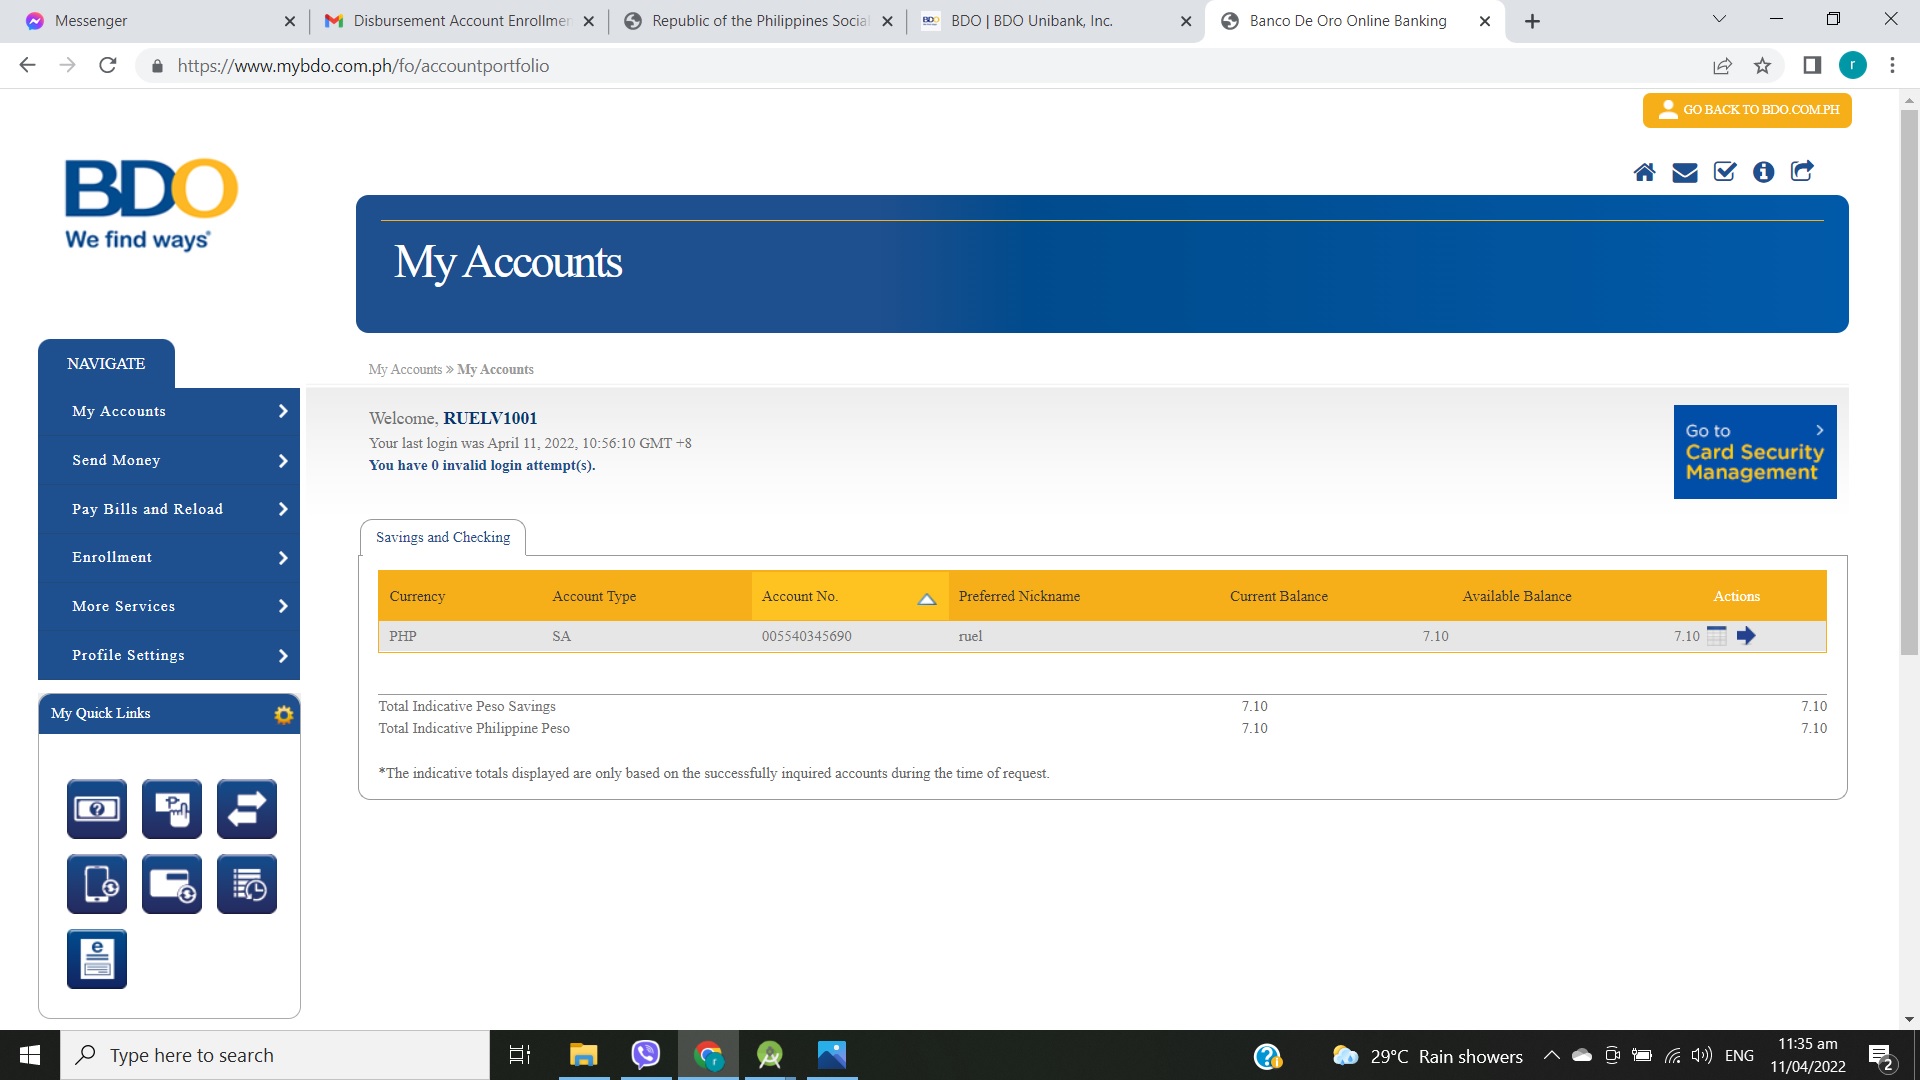 Messenger
Disbursement Account Enrollmen
Republic of the Philippines Social
BDO BDO | BDO Unibank, Inc.
Banco De Oro Online Banking
https://www.mybdo.com.ph/fo/accountportfolio
r
GO BACK TO BDO.COM.PH
BDO
We find ways®
My Accounts
NAVIGATE
My Accounts
Send Money
Pay Bills and Reload
Enrollment
More Services
Profile Settings
My Quick Links
My Accounts » My Accounts
Welcome, RUELV1001
Your last login was April 11, 2022, 10:56:10 GMT +8
You have 0 invalid login attempt(s).
Go to
Card Security
Management
Savings and Checking
Currency Account Type Account No. Preferred Nickname Current Balance Available Balance Actions
PHP SA 005540345690 ruel 7.10 7.10
Total Indicative Peso Savings 7.10 7.10
Total Indicative Philippine Peso 7.10 7.10
*The indicative totals displayed are only based on the successfully inquired accounts during the time of request.
Type here to search
r
29°C Rain showers
ENG
11:35 am
11/04/2022
2